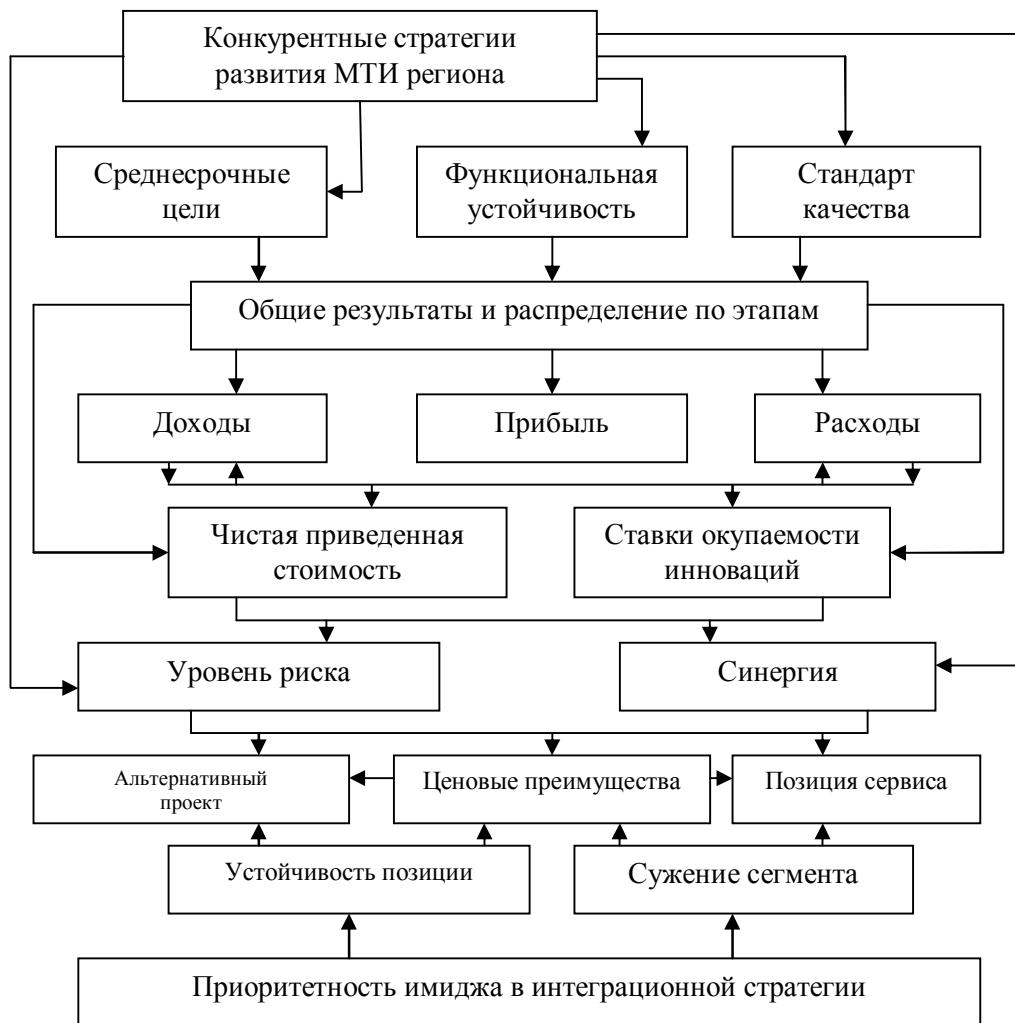 Конкурентные стратегии
развития МТИ региона
Среднесрочные
цели
Функциональная
устойчивость
Стандарт
качества
Общие результаты и распределение по этапам
Доходы
Прибыль
Расходы
Чистая приведенная
стоимость
Ставки окупаемости
инноваций
Уровень риска
Синергия
Альтернативный
проект
Ценовые преимущества
Позиция сервиса
Устойчивость позиции
Сужение сегмента
Приоритетность имиджа в интеграционной стратегии